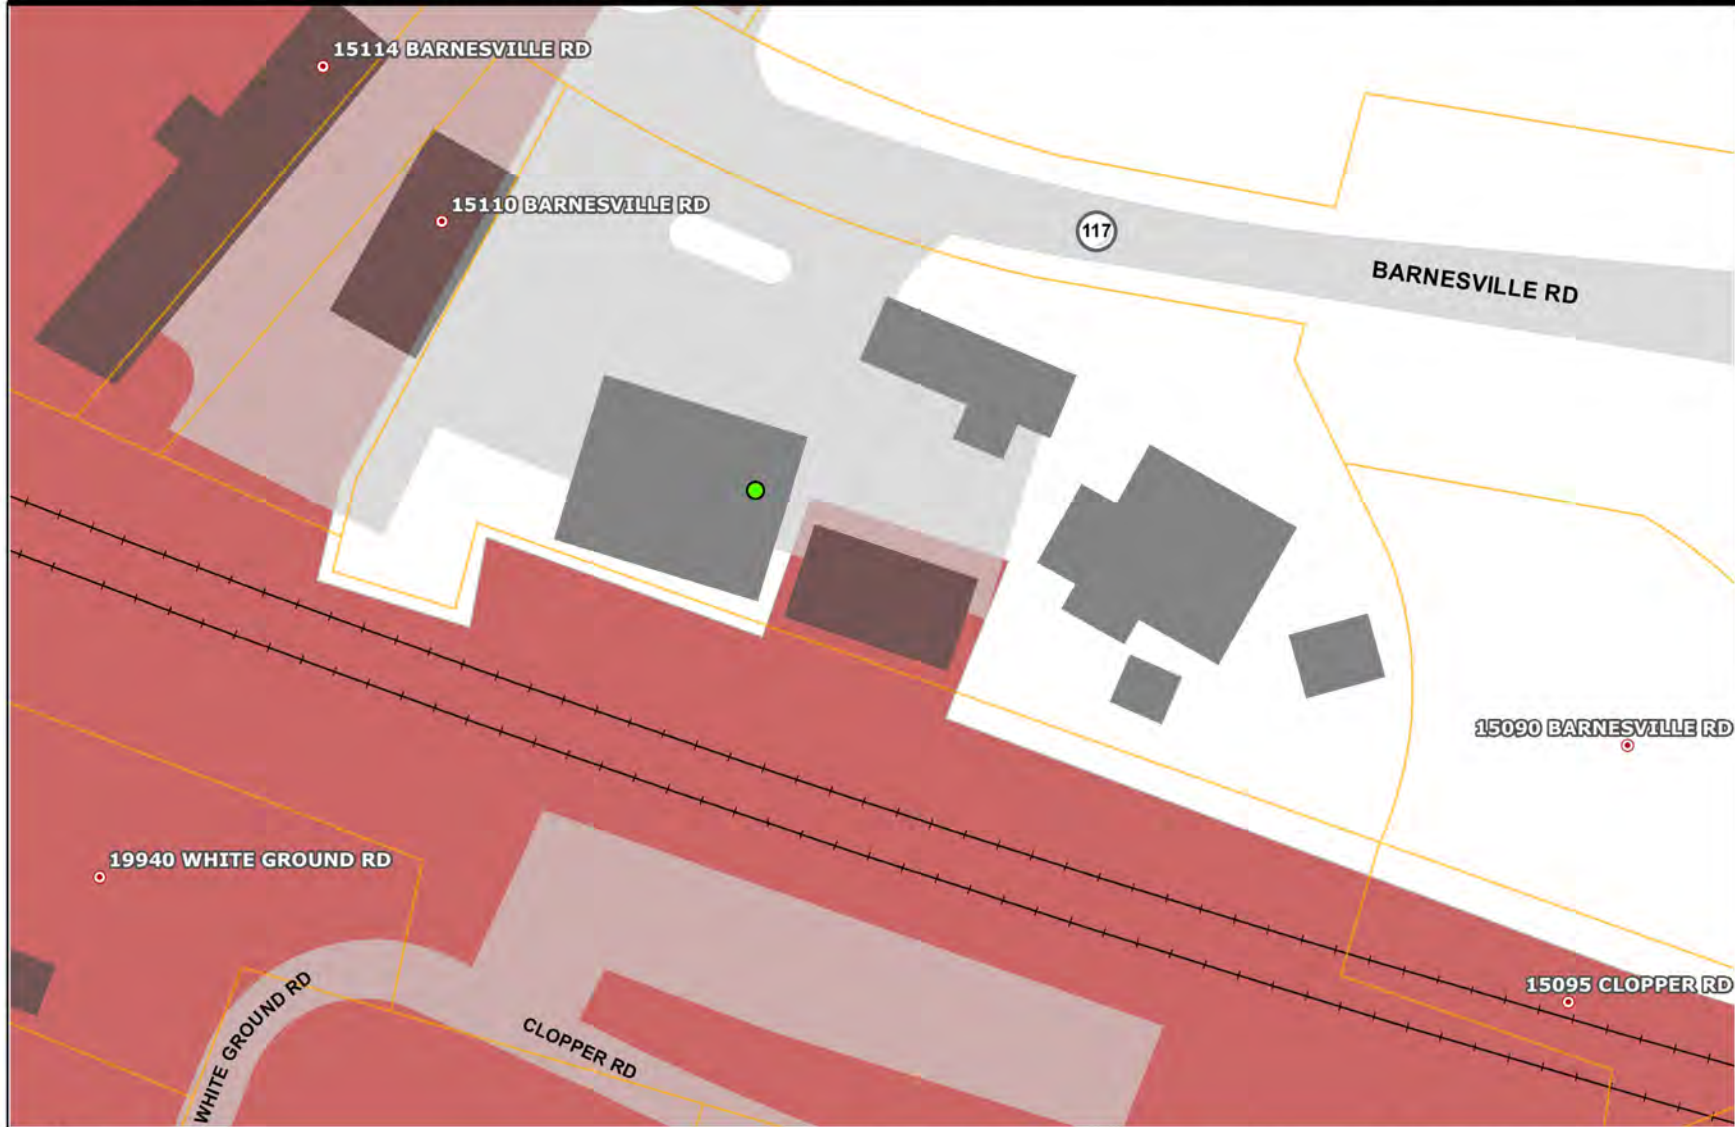 15114 BARNESVILLE RD
15110 BARNESVILLE RD
117
BARNESVILLE RD
15090 BARNESVILLE RD
19940 WHITE GROUND RD
15095 CLOPPER RD
WHITE GROUND RD
CLOPPER RD